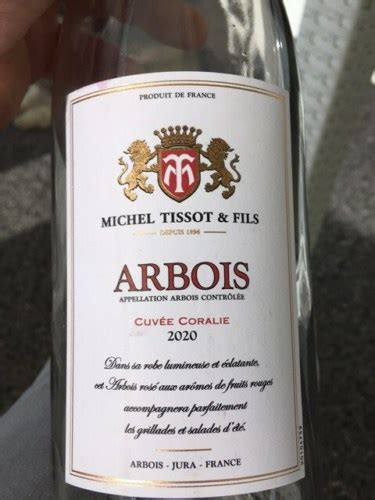 PRODUIT DE FRANCE
MT
MICHEL TISSOT & FILS
DEPUIS 1896
ARBOIS
APPELLATION ARBOIS CONTRÔLÉE
CUVÉE CORALIE
2020
Dans sa robe lumineuse et éclatante,
cet Arbois rosé aux arômes de fruits rouges
accompagnera parfaitement
les grillades et salades d'été.
ARBOIS - JURA - FRANCE